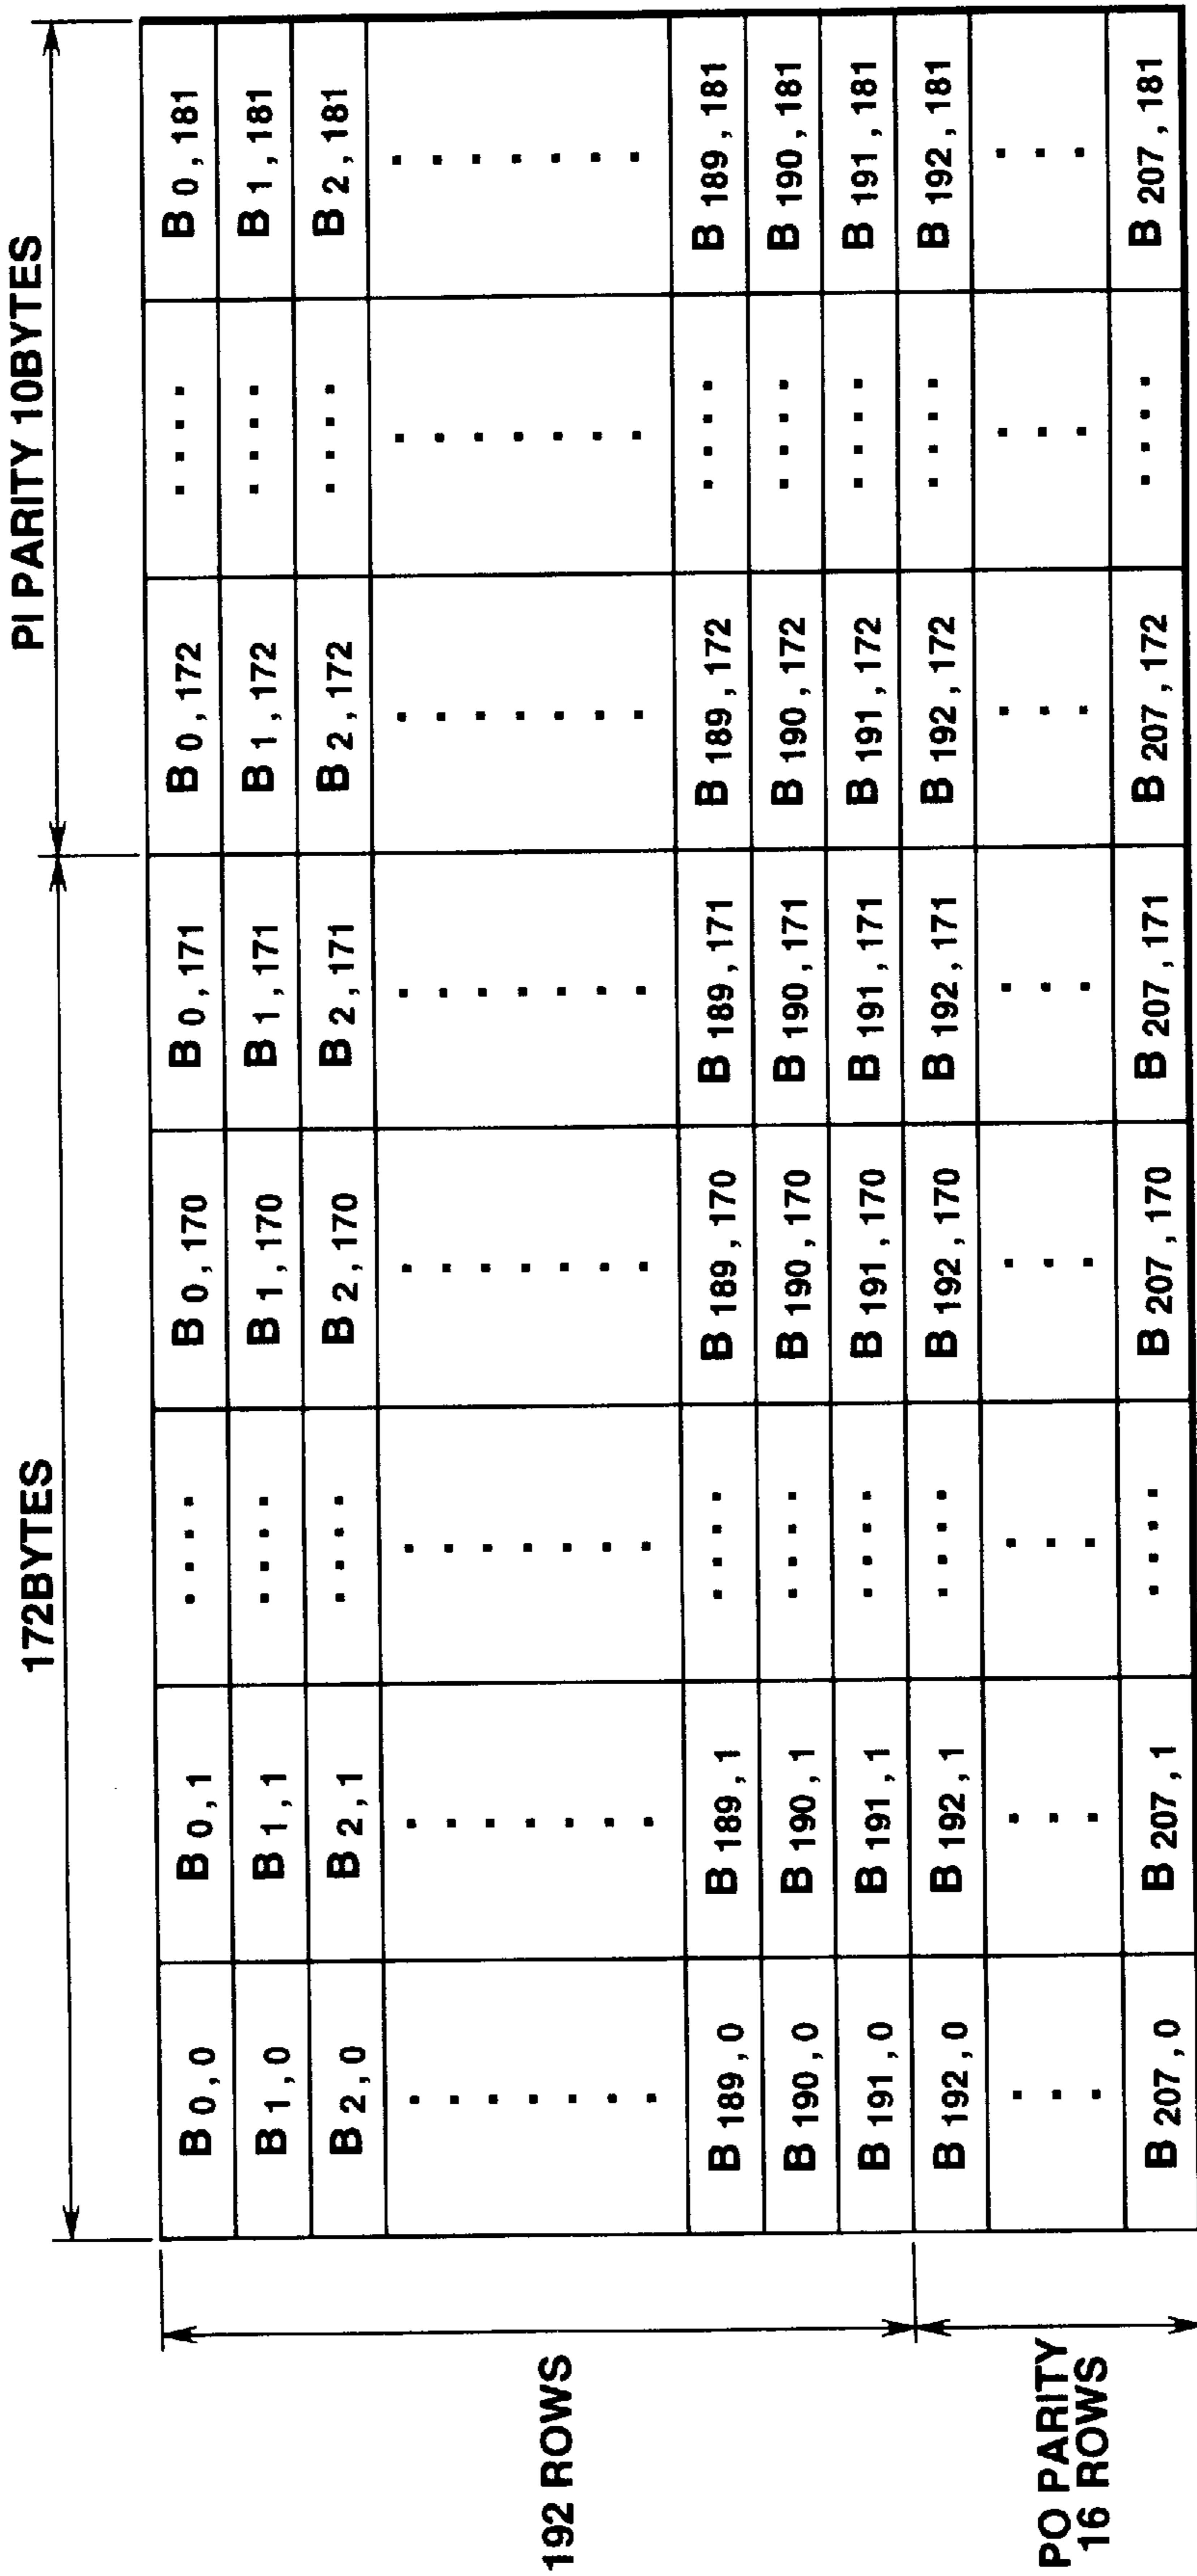 172BYTES PI PARITY 10BYTES
B 0,0 B 0,1 .... B 0,170 B 0,171 B 0,172 .... B 0,181
B 1,0 B 1,1 .... B 1,170 B 1,171 B 1,172 .... B 1,181
B 2,0 B 2,1 .... B 2,170 B 2,171 B 2,172 .... B 2,181
192 ROWS
B 189,0 B 189,1 .... B 189,170 B 189,171 B 189,172 .... B 189,181
B 190,0 B 190,1 .... B 190,170 B 190,171 B 190,172 .... B 190,181
B 191,0 B 191,1 .... B 191,170 B 191,171 B 191,172 .... B 191,181
B 192,0 B 192,1 .... B 192,170 B 192,171 B 192,172 .... B 192,181
PO PARITY
16 ROWS
B 207,0 B 207,1 .... B 207,170 B 207,171 B 207,172 .... B 207,181